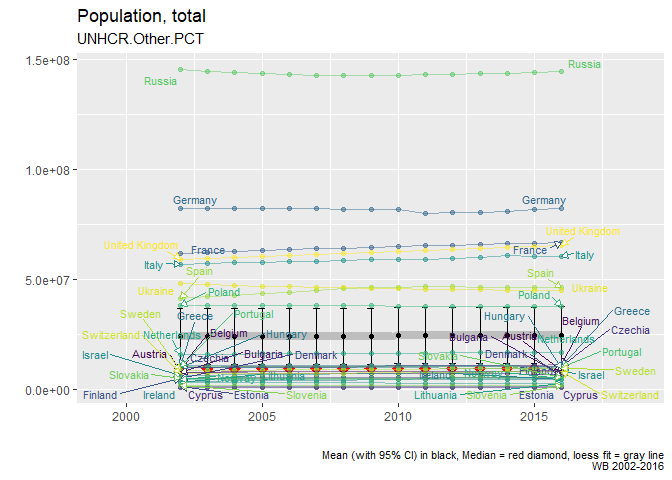 Population, total
UNHCR.Other.PCT
1.5e+08
Russia
Russia
1.0e+08
Germany
Germany
United Kingdom
United Kingdom
France
France
Italy
Italy
Spain
Spain
5.0e+07
Ukraine
Ukraine
Poland
Poland
Sweden
Greece
Portugal
Hungary
Greece
Belgium
Switzerland
Netherlands
Belgium
Hungary
Bulgaria
Austria
Netherlands
Czechia
Israel
Austria
Czechia
Bulgaria
Denmark
Slovakia
Denmark
Portugal
Slovakia
Norway
Lithuania
Israel
0.0e+00
Finland
Ireland
Cyprus
Estonia
Slovenia
Lithuania
Slovenia
Estonia
Cyprus
Switzerland
Sweden
2000
2005
2010
2015
Mean (with 95% CI) in black, Median = red diamond, loess fit = gray line
WB 2002-2016